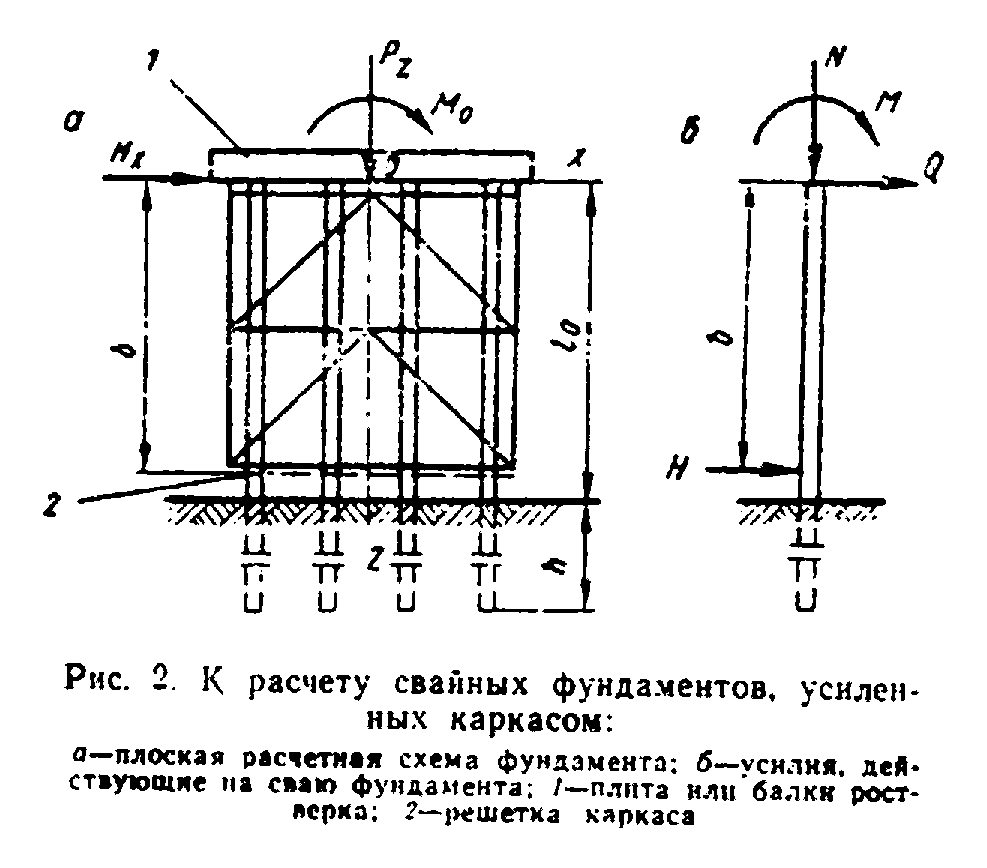 1
P_z
M_0
а
H_x
x
b
l_0
2
z
h
б
N
M
Q
b
H
Рис. 2. К расчету свайных фундаментов, усилен-
ных каркасом:
а—плоская расчетная схема фундамента; б—усилия, дей-
ствующие на сваю фундамента; 1—плита или балки рост-
верка; 2—решетка каркаса